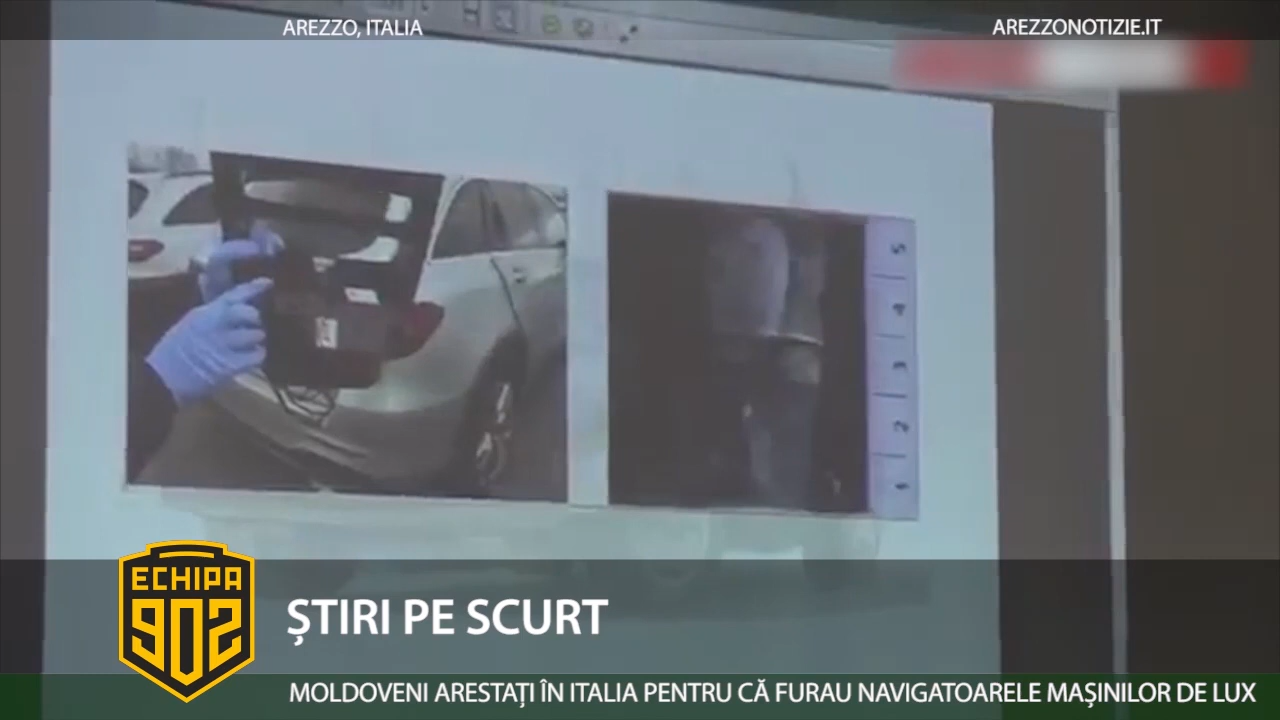 AREZZO, ITALIA
AREZZONOTIZIE.IT
5
4
3
2
1
ECHIPA
902
ȘTIRI PE SCURT
MOLDOVENI ARESTAȚI ÎN ITALIA PENTRU CĂ FURAU NAVIGATOARELE MAȘINILOR DE LUX